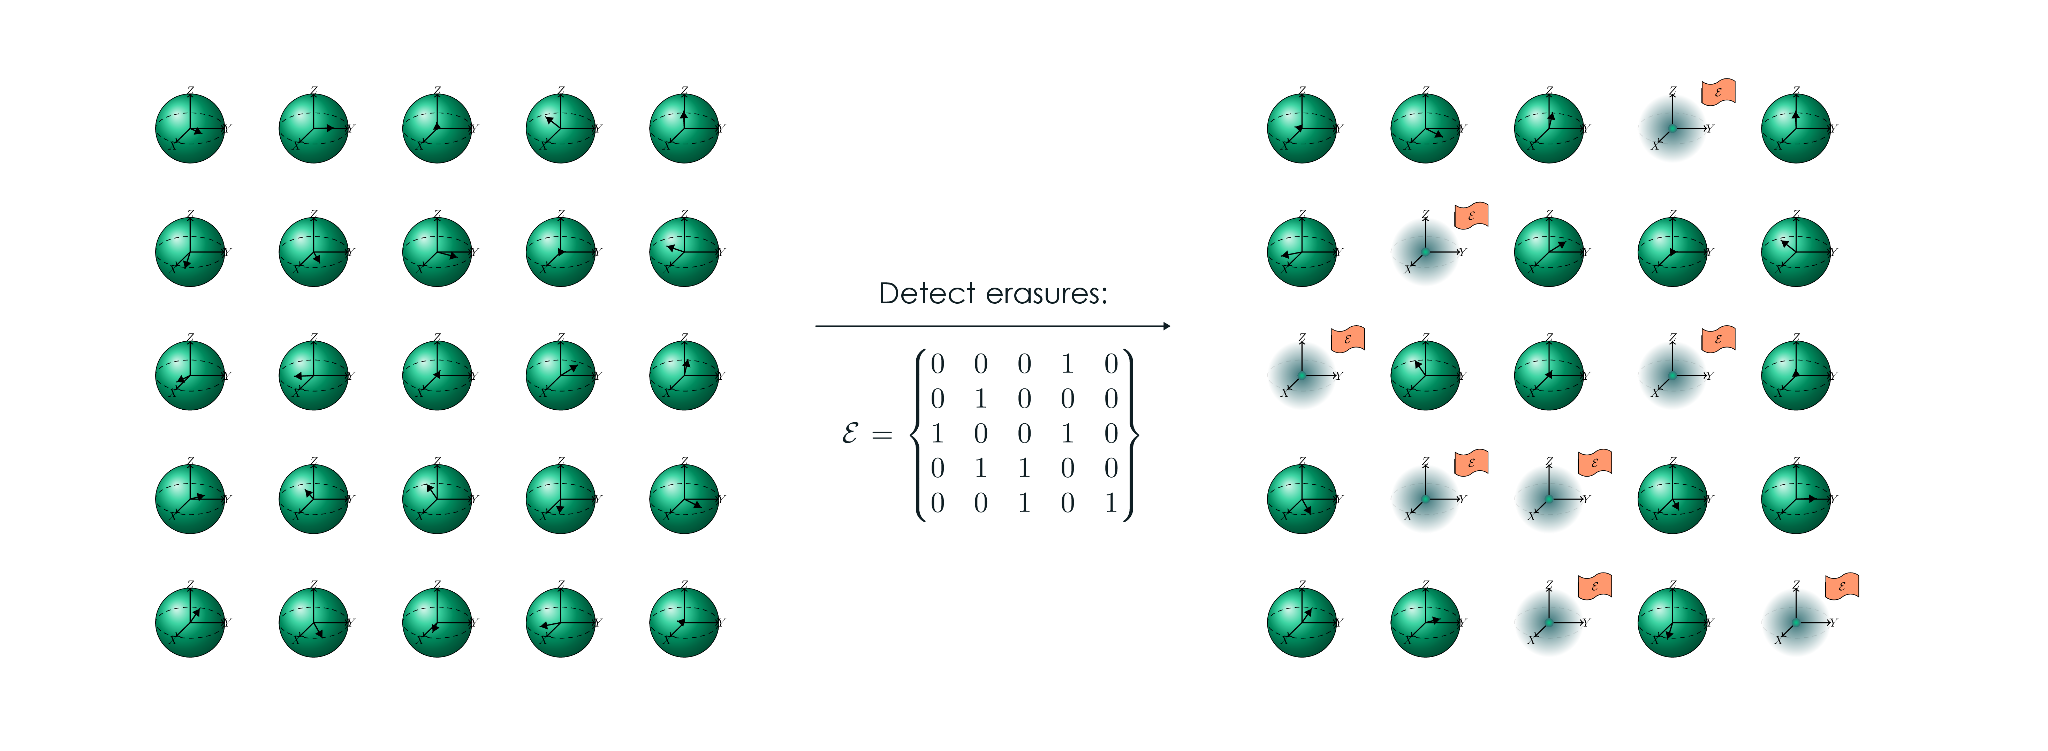 Z Z Z Z Z
Y Y Y Y Y
X X X X X
Z Z Z Z Z
Y Y Y Y Y
X X X X X
Z Z Z Z Z
Y Y Y Y Y
X X X X X
Z Z Z Z Z
Y Y Y Y Y
X X X X X
Z Z Z Z Z
Y Y Y Y Y
X X X X X
Detect erasures:
0 0 0 1 0
0 1 0 0 0
ℰ = { 1 0 0 1 0 }
0 1 1 0 0
0 0 1 0 1
Z Z Z Z ℰ Z
Y Y Y Y Y
X X X X X
Z Z ℰ Z Z Z
Y Y Y Y Y
X X X X X
Z ℰ Z Z Z ℰ Z
Y Y Y Y Y
X X X X X
Z Z ℰ Z ℰ Z Z
Y Y Y Y Y
X X X X X
Z Z Z ℰ Z Z ℰ
Y Y Y Y Y
X X X X X